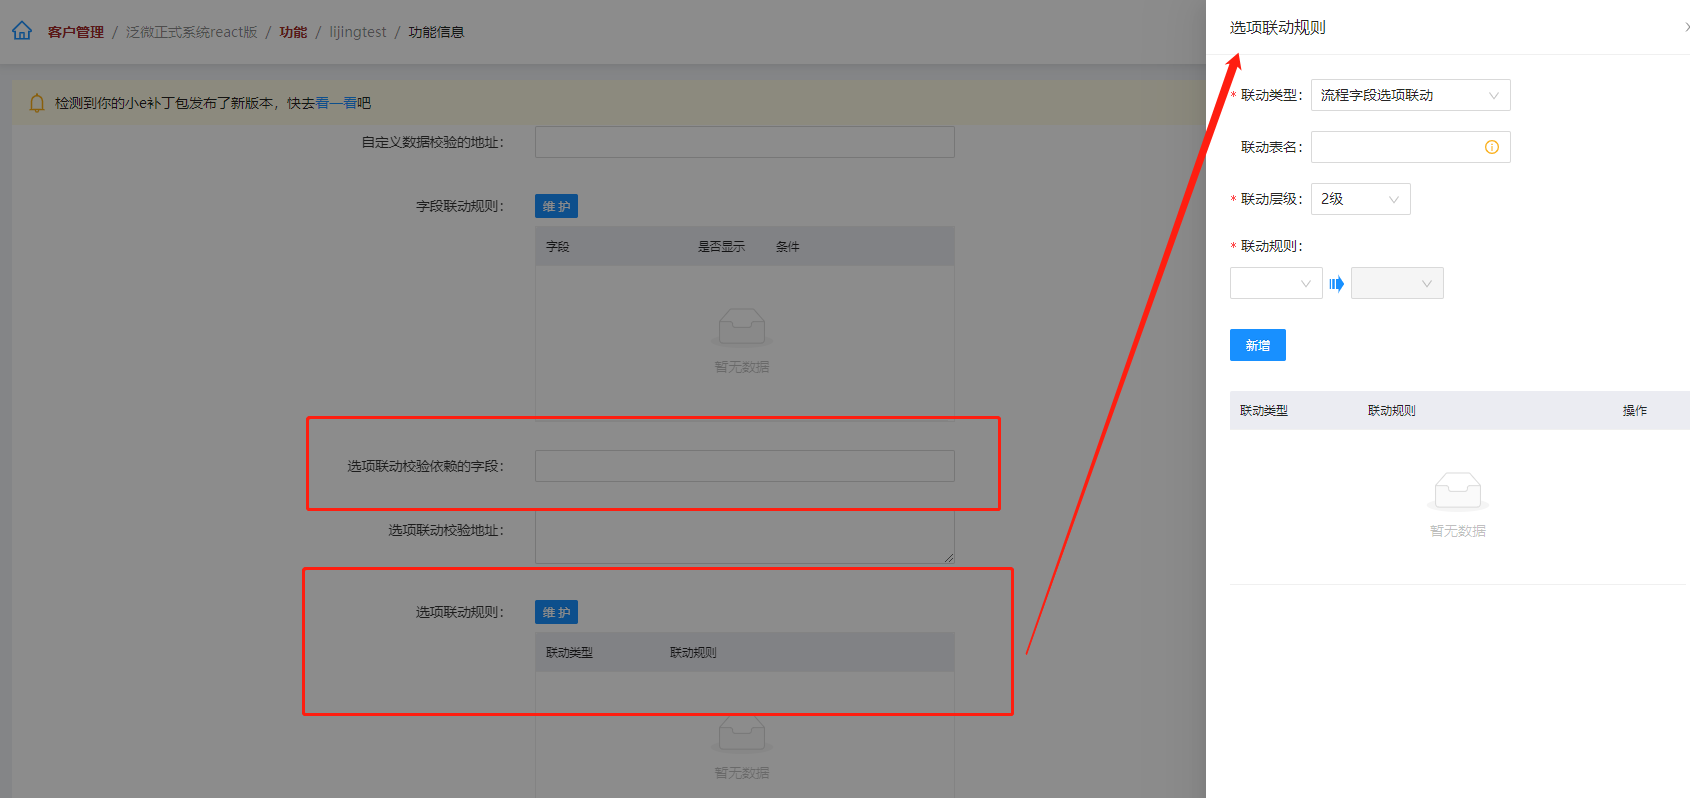 客户管理 / 泛微正式系统react版 / 功能 / lijingtest / 功能信息
检测到你的小e补丁包发布了新版本，快去看一看吧
自定义数据校验的地址：
字段联动规则： 维 护
字段 是否显示 条件
暂无数据
选项联动校验依赖的字段：
选项联动校验地址：
选项联动规则： 维 护
联动类型 联动规则
暂无数据
选项联动规则
* 联动类型： 流程字段选项联动
联动表名：
* 联动层级： 2级
* 联动规则：
新增
联动类型 联动规则 操作
暂无数据